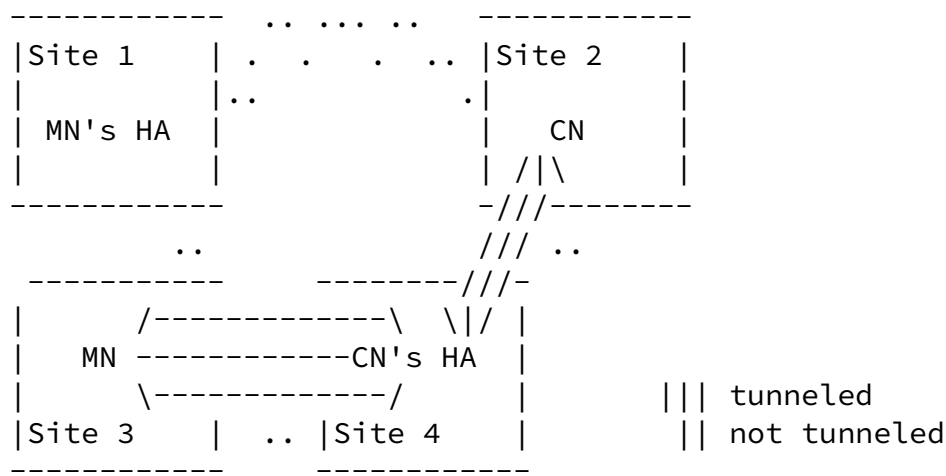 ------------  .. ... ..   ------------
|Site 1    | .  .   .  .. |Site 2    |
|          |..           .|          |
| MN's HA  |              |   CN     |
|          |              | /|\      |
------------              -///--------
         ..               /// ..
 -----------     --------///-
|      /-------------\  \|/ |
|   MN ------------CN's HA  |
|      \-------------/      |       ||| tunneled
|Site 3    |  .. |Site 4    |        || not tunneled
------------     ------------